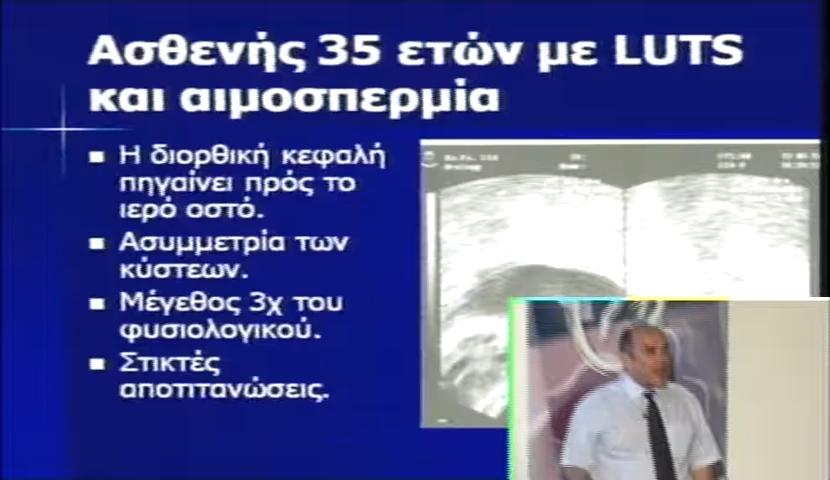 Ασθενής 35 ετών με LUTS
και αιμοσπερμία
Η διορθική κεφαλή
πηγαίνει πρός το
ιερό οστό.
Ασυμμετρία των
κύστεων.
Μέγεθος 3χ του
φυσιολογικού.
Στικτές
αποτιτανώσεις.